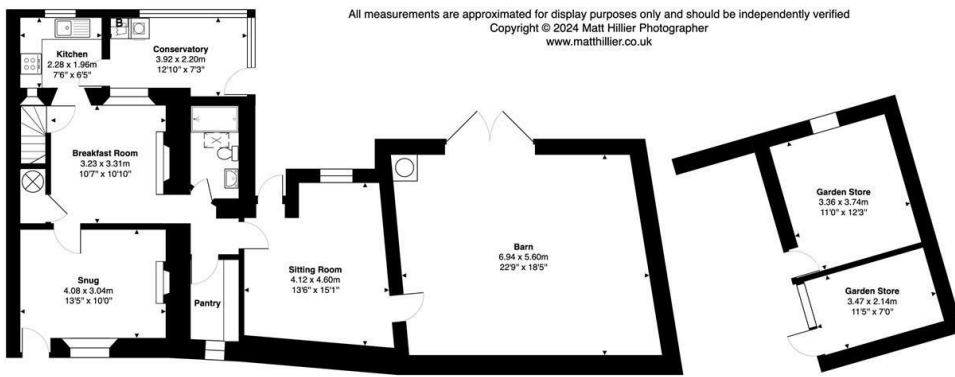 All measurements are approximated for display purposes only and should be independently verified
Copyright © 2024 Matt Hillier Photographer
www.matthillier.co.uk
B
Kitchen
2.28 x 1.96m
7'6" x 6'5"
Conservatory
3.92 x 2.20m
12'10" x 7'3"
Breakfast Room
3.23 x 3.31m
10'7" x 10'10"
Snug
4.08 x 3.04m
13'5" x 10'0"
Pantry
Sitting Room
4.12 x 4.60m
13'6" x 15'1"
Barn
6.94 x 5.60m
22'9" x 18'5"
Garden Store
3.36 x 3.74m
11'0" x 12'3"
Garden Store
3.47 x 2.14m
11'5" x 7'0"